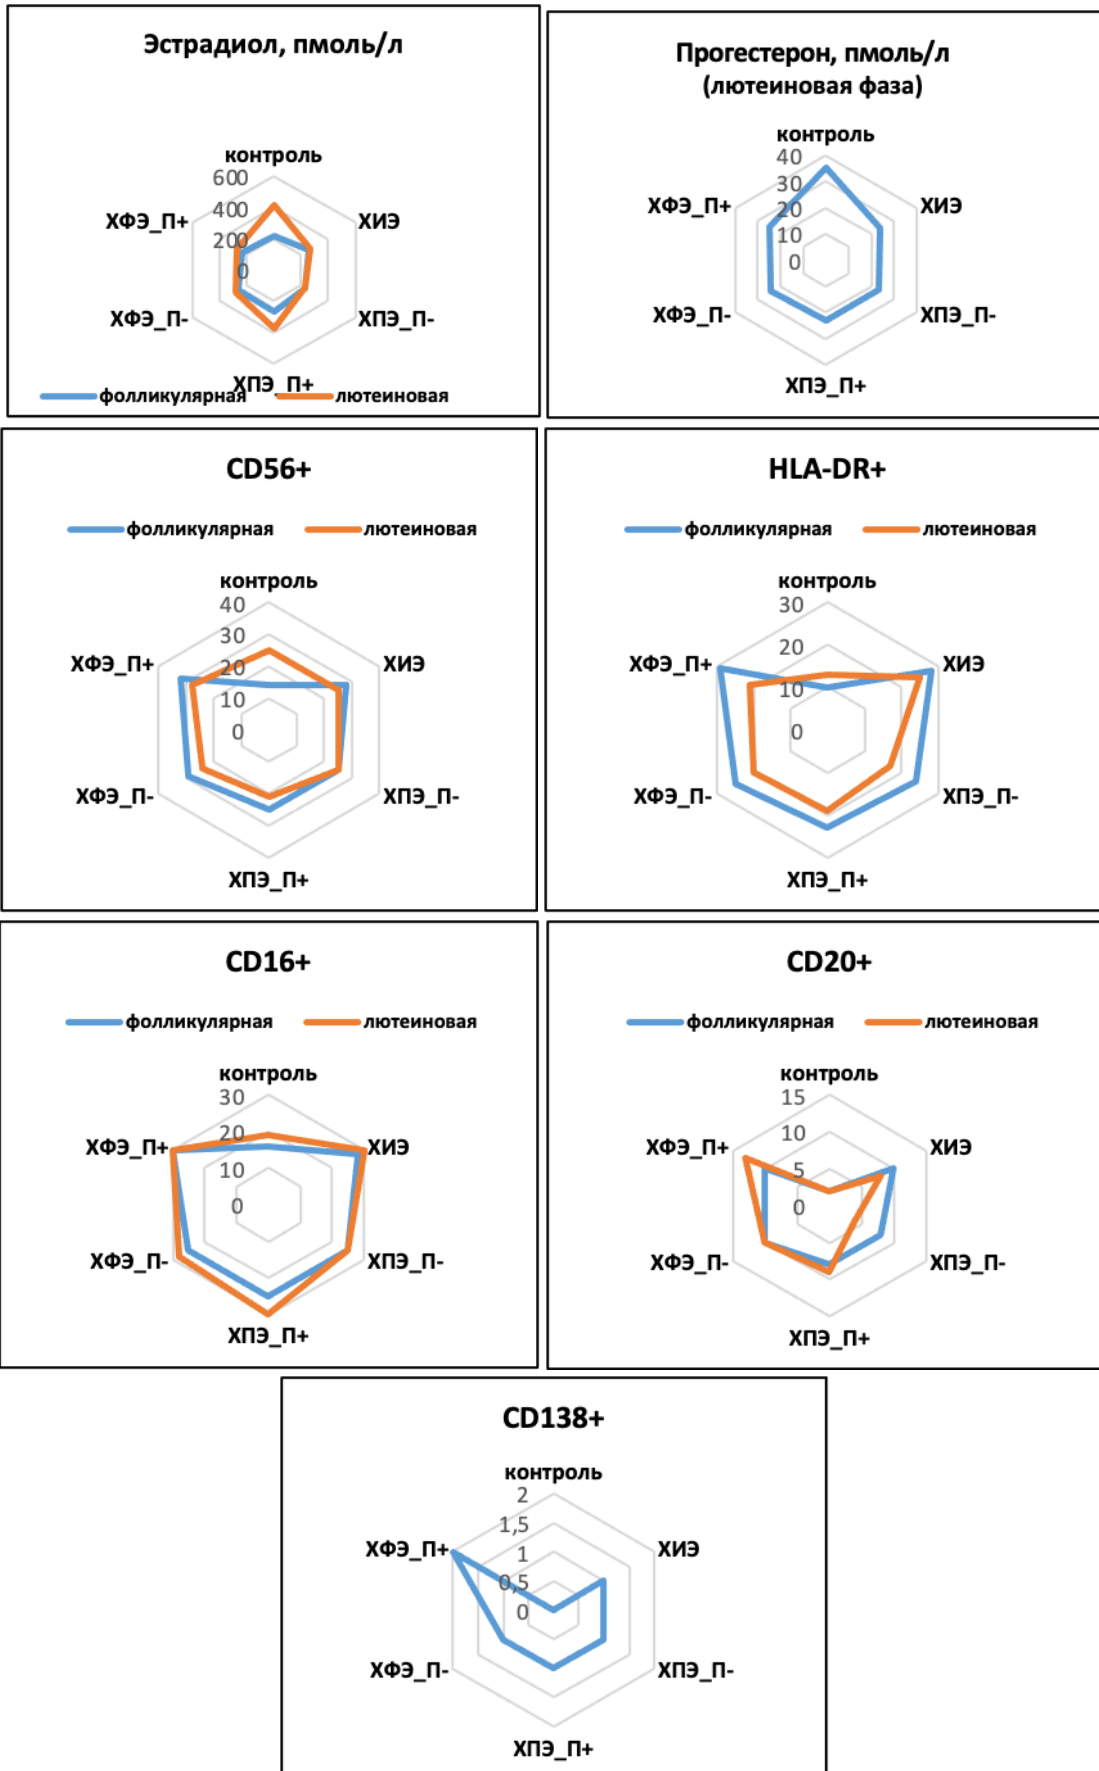 Эстрадиол, пмоль/л
контроль
600
400
200
0
ХФЭ_П+
ХИЭ
ХФЭ_П-
ХПЭ_П-
ХПЭ_П+
фолликулярная
лютеиновая
Прогестерон, пмоль/л
(лютеиновая фаза)
контроль
40
30
20
10
0
ХФЭ_П+
ХИЭ
ХФЭ_П-
ХПЭ_П-
ХПЭ_П+
CD56+
фолликулярная
лютеиновая
контроль
40
30
20
10
0
ХФЭ_П+
ХИЭ
ХФЭ_П-
ХПЭ_П-
ХПЭ_П+
HLA-DR+
фолликулярная
лютеиновая
контроль
30
20
10
0
ХФЭ_П+
ХИЭ
ХФЭ_П-
ХПЭ_П-
ХПЭ_П+
CD16+
фолликулярная
лютеиновая
контроль
30
20
10
0
ХФЭ_П+
ХИЭ
ХФЭ_П-
ХПЭ_П-
ХПЭ_П+
CD20+
фолликулярная
лютеиновая
контроль
15
10
5
0
ХФЭ_П+
ХИЭ
ХФЭ_П-
ХПЭ_П-
ХПЭ_П+
CD138+
контроль
2
1,5
1
0,5
0
ХФЭ_П+
ХИЭ
ХФЭ_П-
ХПЭ_П-
ХПЭ_П+